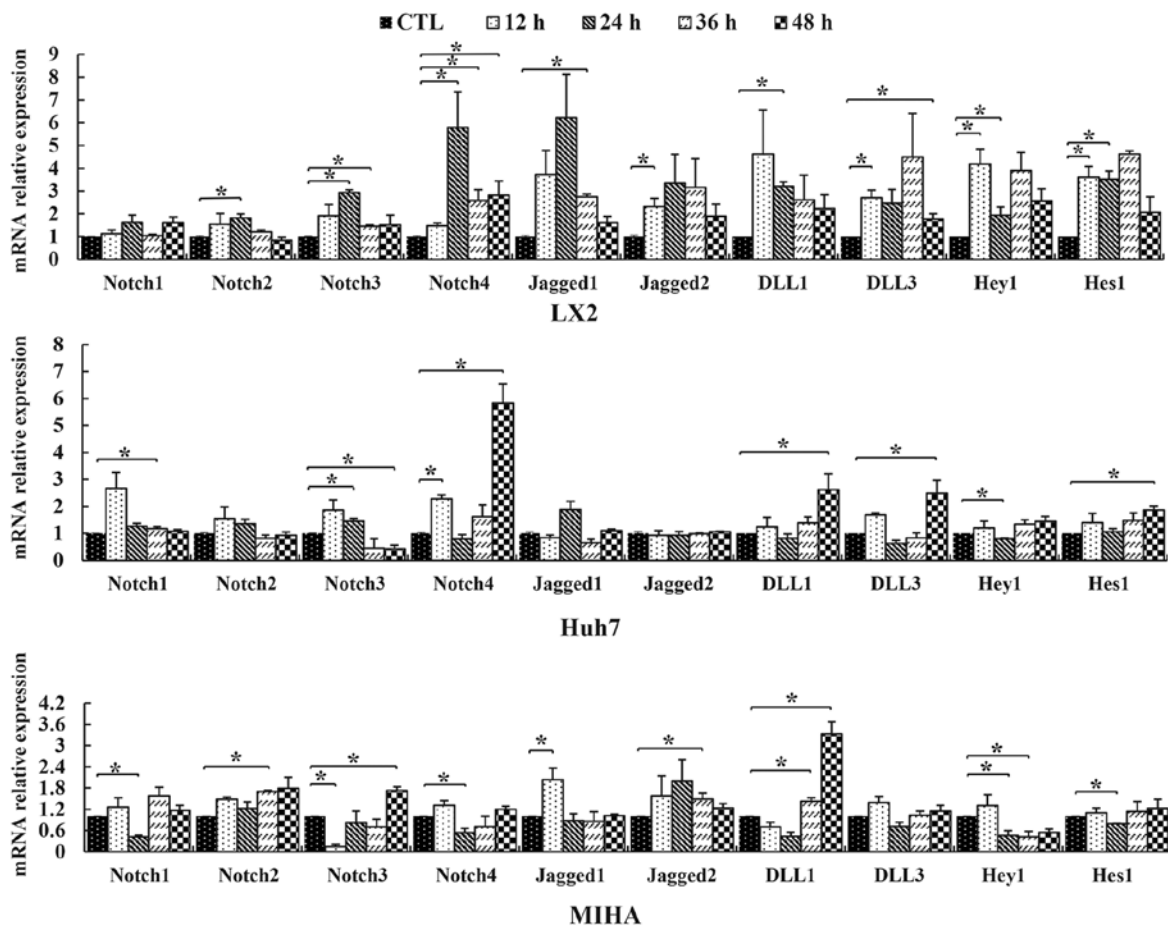 CTL 12 h 24 h 36 h 48 h
mRNA relative expression
9
8
7
6
5
4
3
2
1
0
* * * * * * * * * * * * * * * *
Notch1 Notch2 Notch3 Notch4 Jagged1 Jagged2 DLL1 DLL3 Hey1 Hes1
LX2
mRNA relative expression
8
7
6
5
4
3
2
1
0
* * * * * * * * *
Notch1 Notch2 Notch3 Notch4 Jagged1 Jagged2 DLL1 DLL3 Hey1 Hes1
Huh7
mRNA relative expression
4.2
3.6
3
2.4
1.8
1.2
0.6
0
* * * * * * * * * * * *
Notch1 Notch2 Notch3 Notch4 Jagged1 Jagged2 DLL1 DLL3 Hey1 Hes1
MIHA